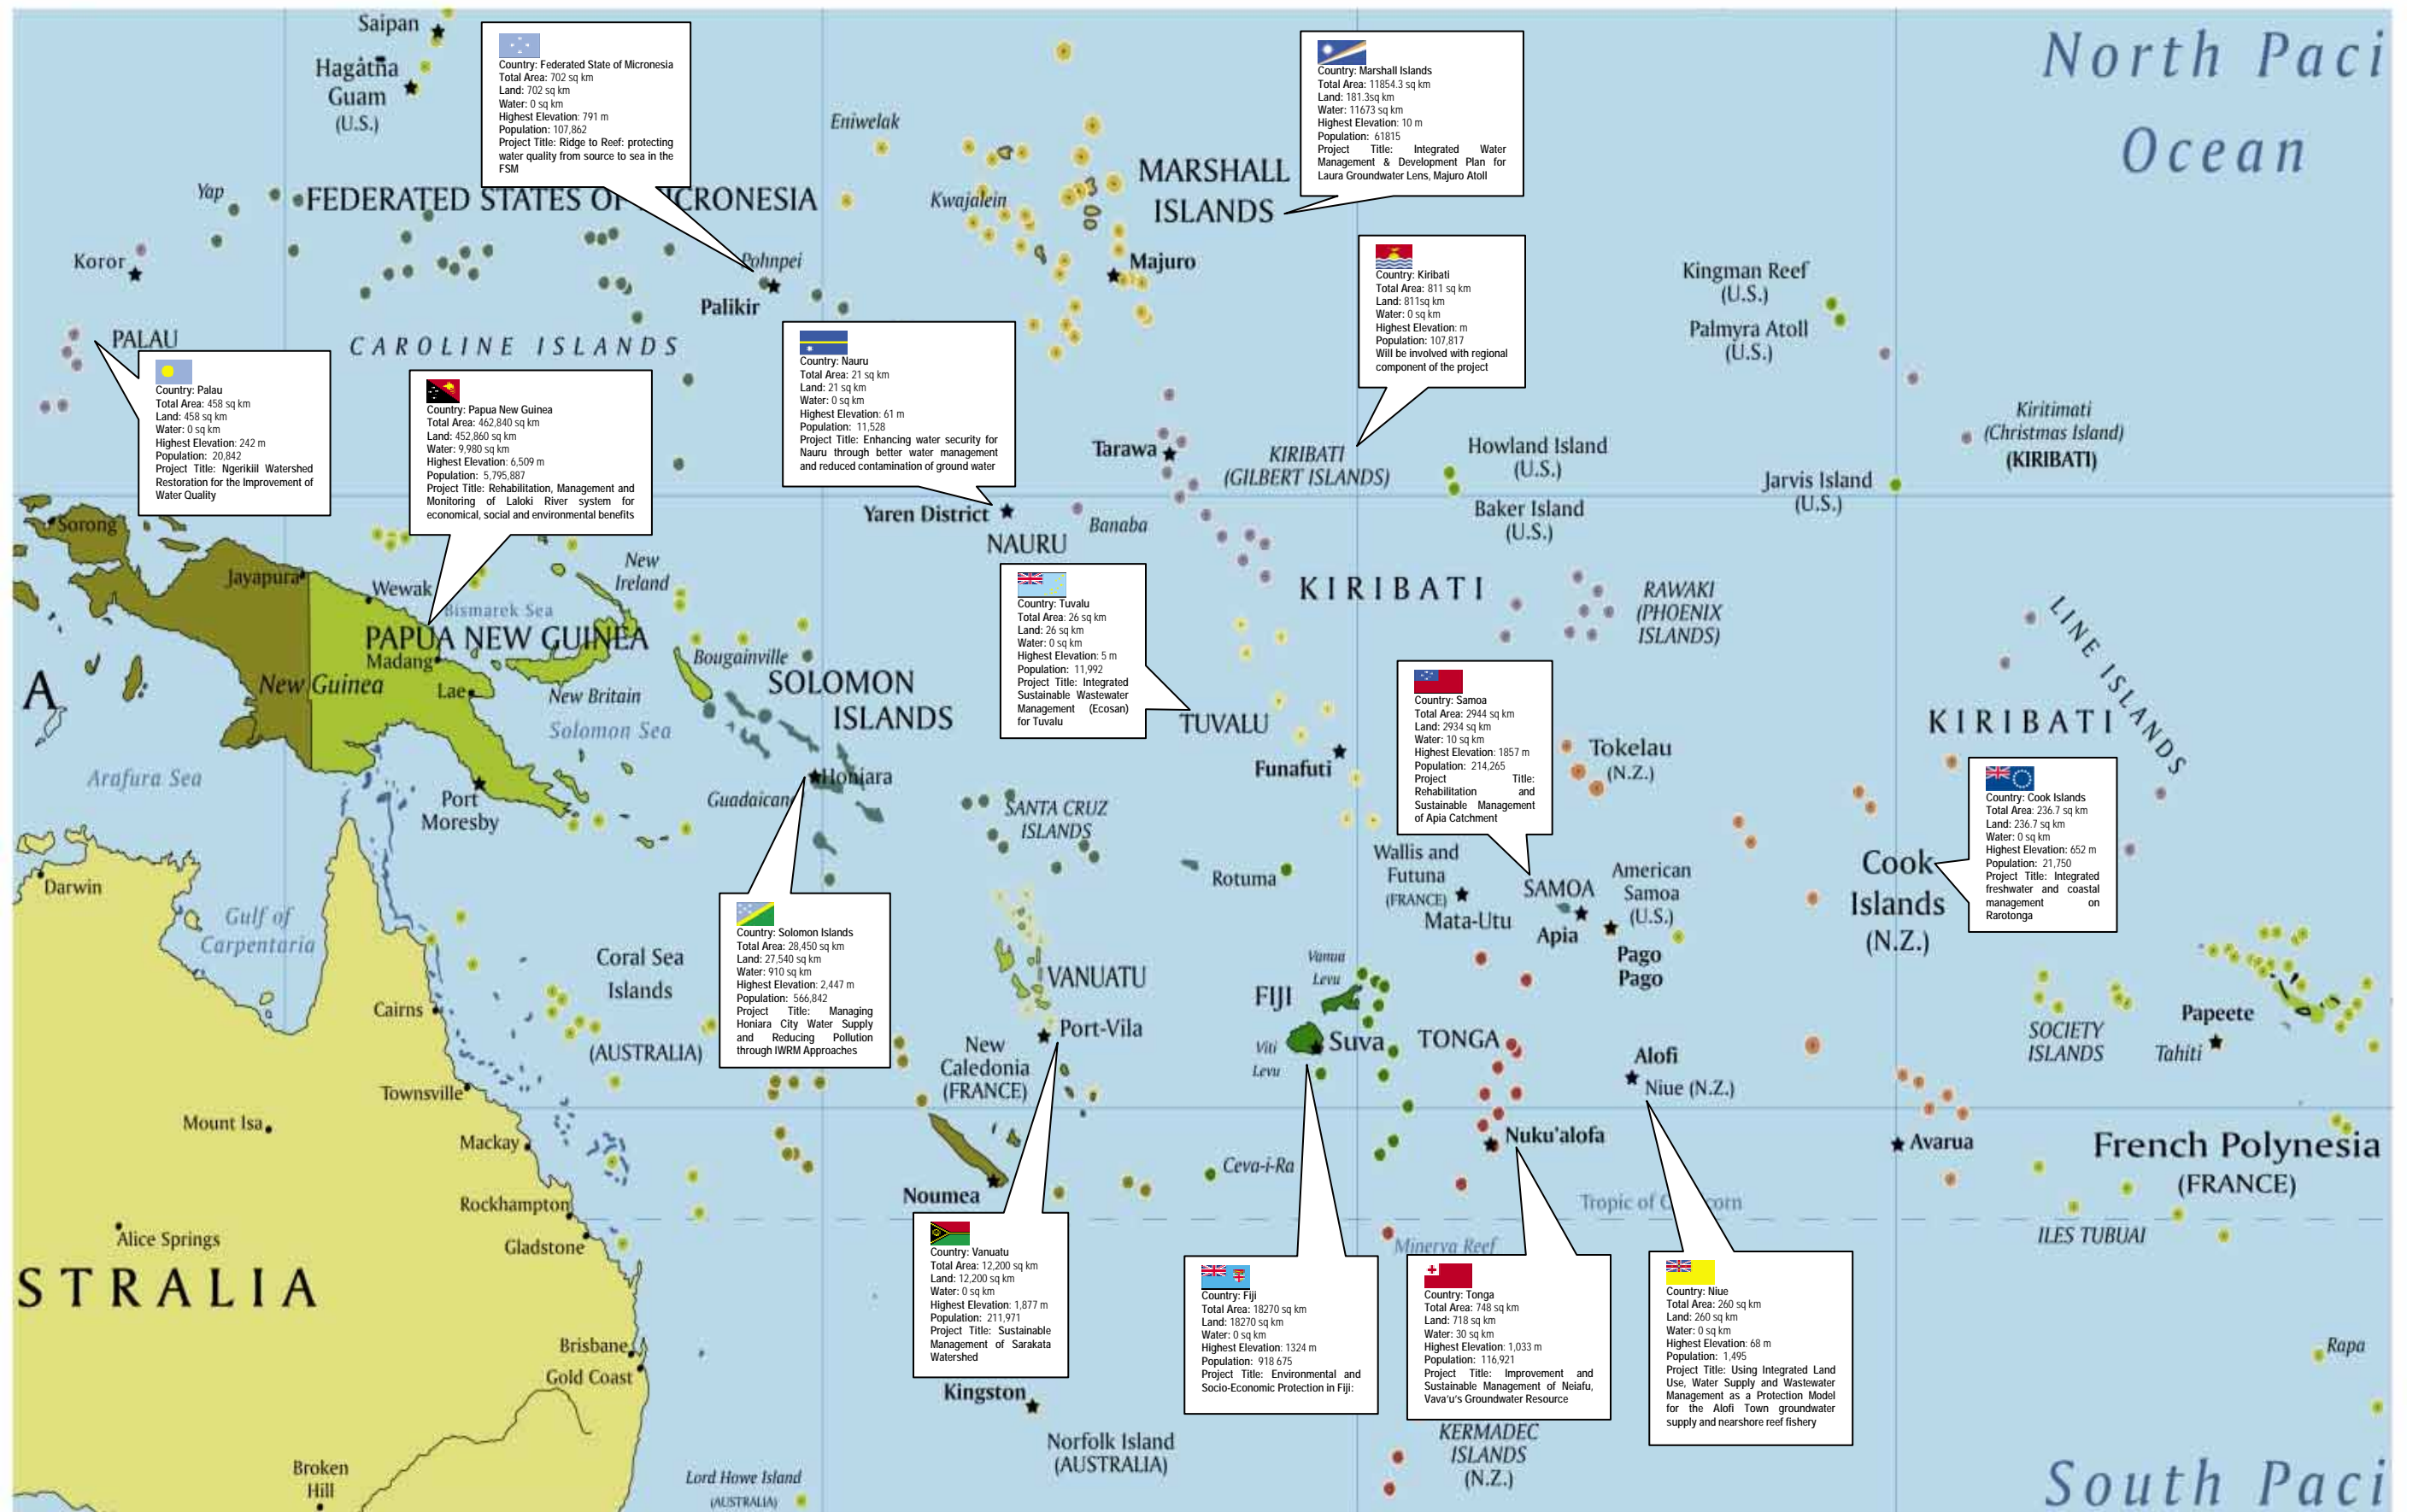 Saipan
Hagåtña
Guam
(U.S.)
Country: Federated State of Micronesia
Total Area: 702 sq km
Land: 702 sq km
Water: 0 sq km
Highest Elevation: 791 m
Population: 107,862
Project Title: Ridge to Reef: protecting
water quality from source to sea in the
FSM
Country: Marshall Islands
Total Area: 11854.3 sq km
Land: 181.3sq km
Water: 11673 sq km
Highest Elevation: 10 m
Population: 61815
Project Title: Integrated Water
Management & Development Plan for
Laura Groundwater Lens, Majuro Atoll
North Paci
Ocean
Eniwelak
Yap
FEDERATED STATES OF MICRONESIA
Kwajalein
MARSHALL
ISLANDS
Koror
Pohnpei
Palikir
Majuro
Country: Kiribati
Total Area: 811 sq km
Land: 811sq km
Water: 0 sq km
Highest Elevation: m
Population: 107,817
Will be involved with regional
component of the project
Kingman Reef
(U.S.)
Palmyra Atoll
(U.S.)
PALAU
CAROLINE ISLANDS
Country: Palau
Total Area: 458 sq km
Land: 458 sq km
Water: 0 sq km
Highest Elevation: 242 m
Population: 20,842
Project Title: Ngerikiil Watershed
Restoration for the Improvement of
Water Quality
Country: Papua New Guinea
Total Area: 462,840 sq km
Land: 452,860 sq km
Water: 9,980 sq km
Highest Elevation: 6,509 m
Population: 5,795,887
Project Title: Rehabilitation, Management and
Monitoring of Laloki River system for
economical, social and environmental benefits
Country: Nauru
Total Area: 21 sq km
Land: 21 sq km
Water: 0 sq km
Highest Elevation: 61 m
Population: 11,528
Project Title: Enhancing water security for
Nauru through better water management
and reduced contamination of ground water
Tarawa
KIRIBATI
(GILBERT ISLANDS)
Howland Island
(U.S.)
Baker Island
(U.S.)
Jarvis Island
(U.S.)
Kiritimati
(Christmas Island)
(KIRIBATI)
Yaren District
Banaba
NAURU
Sorong
Jayapura
Wewak
Bismarek Sea
New
Ireland
PAPUA NEW GUINEA
Madang
New Guinea
Lae
New Britain
Solomon Sea
Bougainville
SOLOMON
ISLANDS
Country: Tuvalu
Total Area: 26 sq km
Land: 26 sq km
Water: 0 sq km
Highest Elevation: 5 m
Population: 11,992
Project Title: Integrated
Sustainable Wastewater
Management (Ecosan)
for Tuvalu
KIRIBATI
RAWAKI
(PHOENIX
ISLANDS)
LINE ISLANDS
KIRIBATI
TUVALU
Funafuti
Country: Samoa
Total Area: 2944 sq km
Land: 2934 sq km
Water: 10 sq km
Highest Elevation: 1857 m
Population: 214,265
Project Title:
Rehabilitation and
Sustainable Management
of Apia Catchment
Tokelau
(N.Z.)
Country: Cook Islands
Total Area: 236.7 sq km
Land: 236.7 sq km
Water: 0 sq km
Highest Elevation: 652 m
Population: 21,750
Project Title: Integrated
freshwater and coastal
management on
Rarotonga
A
Arafura Sea
Port
Moresby
Honiara
Guadalcan
SANTA CRUZ
ISLANDS
Rotuma
Wallis and
Futuna
(FRANCE)
Mata-Utu
SAMOA
Apia
American
Samoa
(U.S.)
Pago
Pago
Cook
Islands
(N.Z.)
Darwin
Gulf of
Carpentaria
Coral Sea
Islands
(AUSTRALIA)
Country: Solomon Islands
Total Area: 28,450 sq km
Land: 27,540 sq km
Water: 910 sq km
Highest Elevation: 2,447 m
Population: 566,842
Project Title: Managing
Honiara City Water Supply
and Reducing Pollution
through IWRM Approaches
VANUATU
Port-Vila
New
Caledonia
(FRANCE)
Vanua
Levu
FIJI
Viti
Levu
Suva
TONGA
Alofi
Niue (N.Z.)
SOCIETY
ISLANDS
Papeete
Tahiti
Cairns
Townsville
Mount Isa
Mackay
Rockhampton
Gladstone
Alice Springs
Noumea
Ceva-i-Ra
Nuku'alofa
Avarua
French Polynesia
(FRANCE)
Tropic of C orn
Minerva Reef
ILES TUBUAI
STRALIA
Country: Vanuatu
Total Area: 12,200 sq km
Land: 12,200 sq km
Water: 0 sq km
Highest Elevation: 1,877 m
Population: 211,971
Project Title: Sustainable
Management of Sarakata
Watershed
Country: Fiji
Total Area: 18270 sq km
Land: 18270 sq km
Water: 0 sq km
Highest Elevation: 1324 m
Population: 918 675
Project Title: Environmental and
Socio-Economic Protection in Fiji:
Country: Tonga
Total Area: 748 sq km
Land: 718 sq km
Water: 30 sq km
Highest Elevation: 1,033 m
Population: 116,921
Project Title: Improvement and
Sustainable Management of Neiafu,
Vava'u's Groundwater Resource
Country: Niue
Total Area: 260 sq km
Land: 260 sq km
Water: 0 sq km
Highest Elevation: 68 m
Population: 1,495
Project Title: Using Integrated Land
Use, Water Supply and Wastewater
Management as a Protection Model
for the Alofi Town groundwater
supply and nearshore reef fishery
Brisbane
Gold Coast
Kingston
Norfolk Island
(AUSTRALIA)
KERMADEC
ISLANDS
(N.Z.)
Rapa
Broken
Hill
Lord Howe Island
(AUSTRALIA)
South Paci